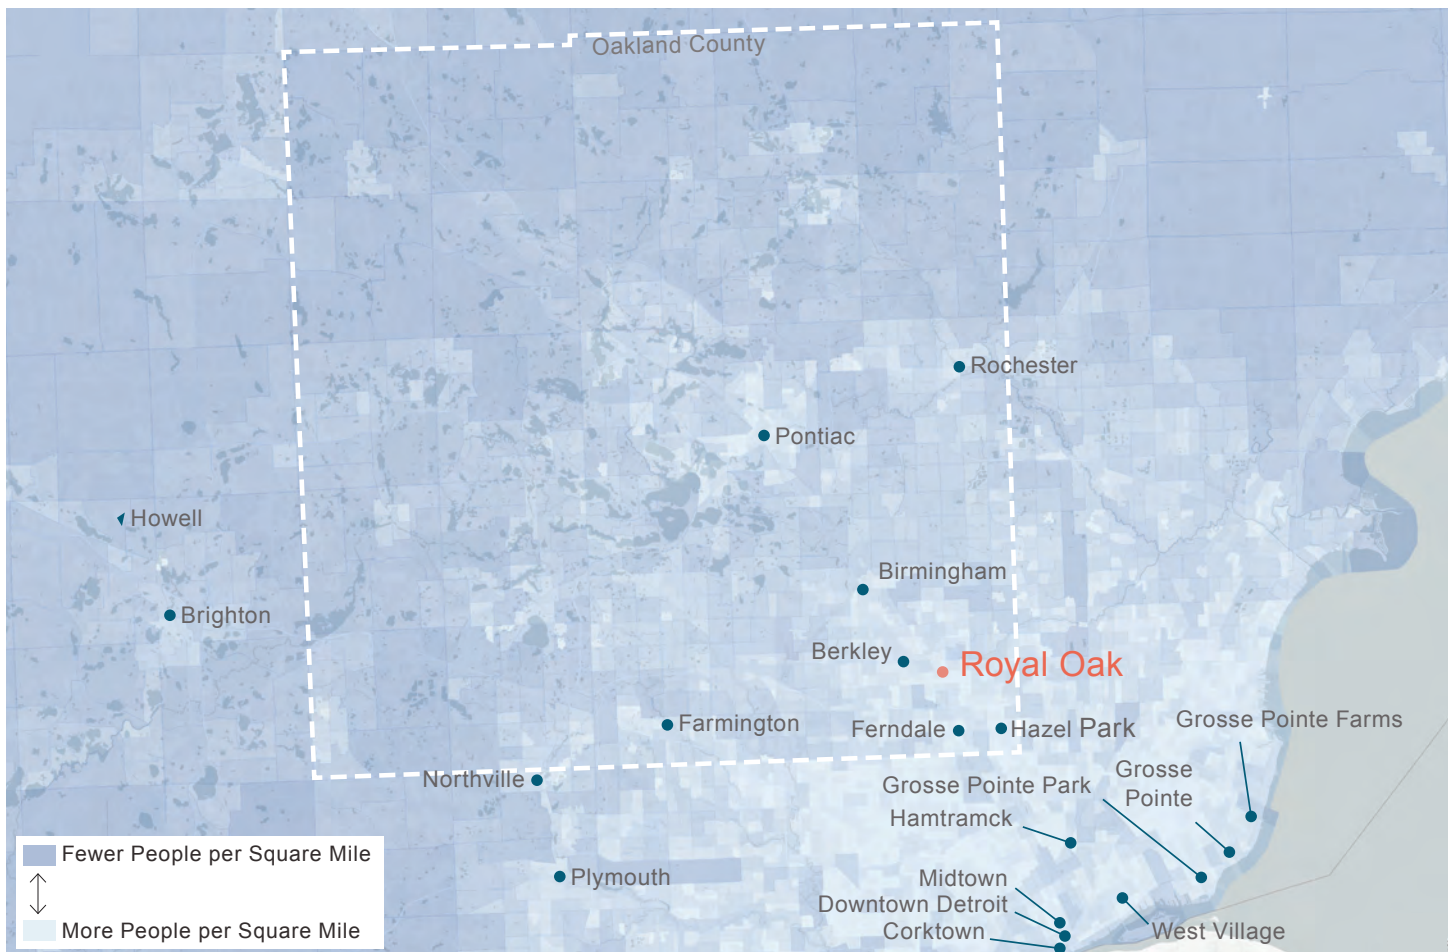 Oakland County
Rochester
Pontiac
Howell
Birmingham
Brighton
Berkley
Royal Oak
Farmington
Ferndale
Hazel Park
Grosse Pointe Farms
Northville
Grosse Pointe Park
Grosse
Pointe
Hamtramck
Fewer People per Square Mile
Plymouth
Midtown
Downtown Detroit
Corktown
West Village
More People per Square Mile